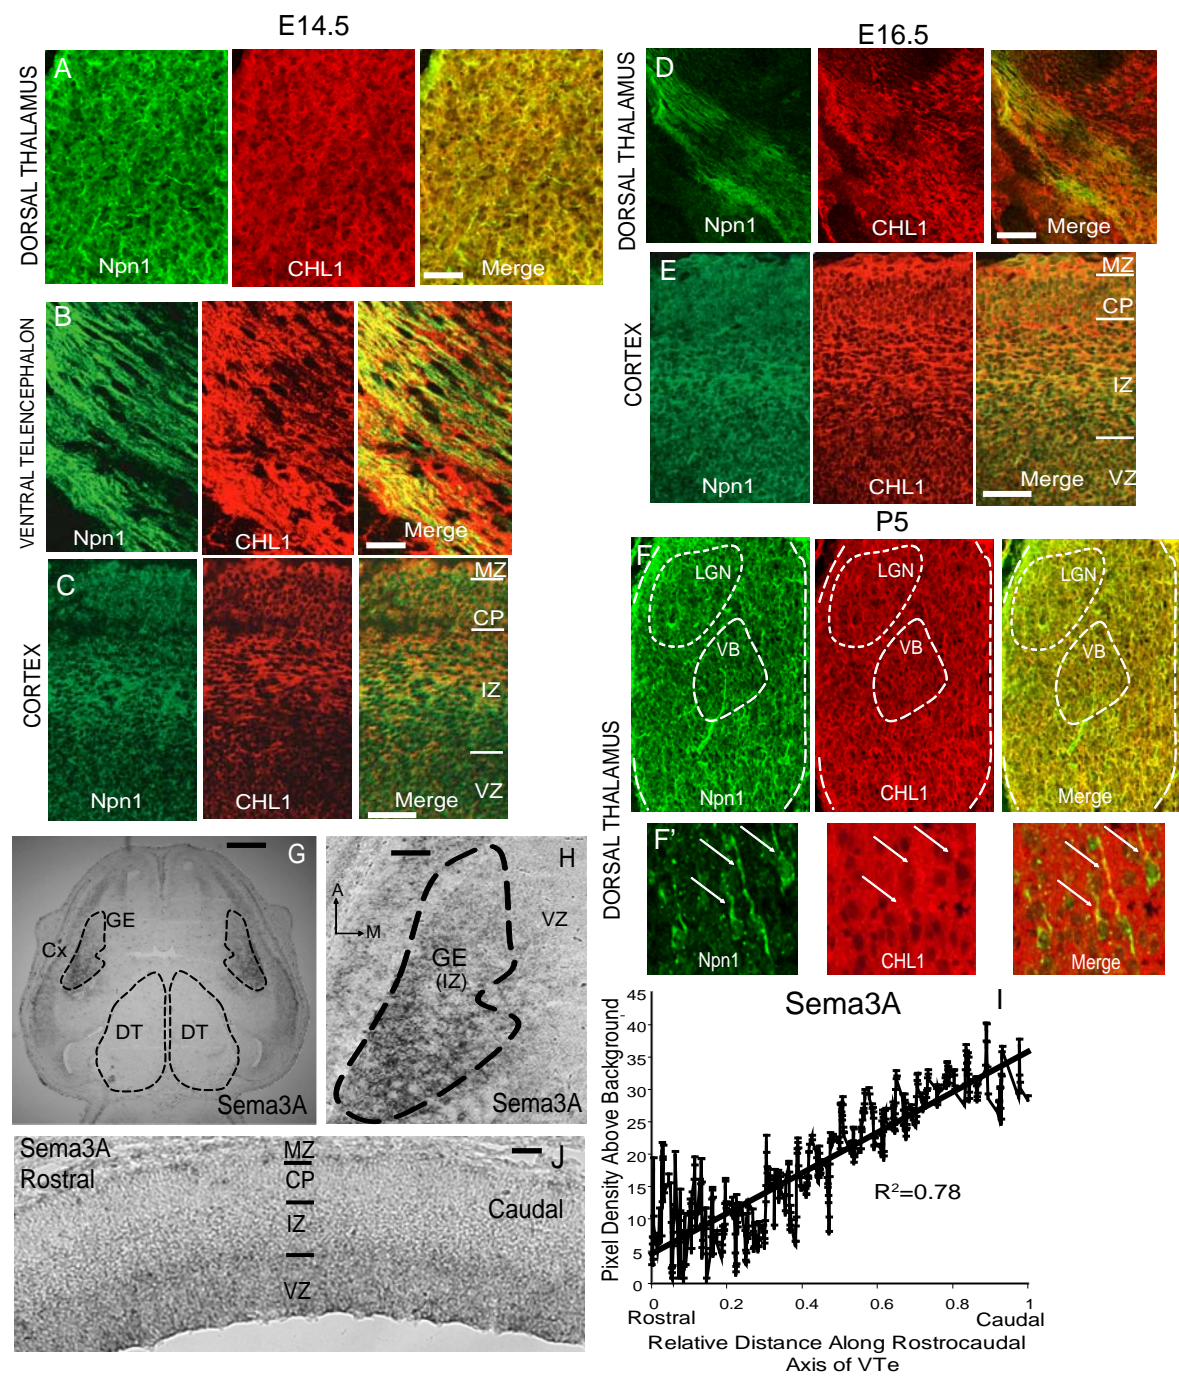 E14.5
E16.5
DORSAL THALAMUS
A
Npn1
CHL1
Merge
DORSAL THALAMUS
D
Npn1
CHL1
Merge
VENTRAL TELENCEPHALON
B
Npn1
CHL1
Merge
CORTEX
E
Npn1
CHL1
Merge
MZ
CP
IZ
VZ
CORTEX
C
Npn1
CHL1
Merge
MZ
CP
IZ
VZ
P5
DORSAL THALAMUS
F
LGN
VB
Npn1
LGN
VB
CHL1
LGN
VB
Merge
F'
Npn1
CHL1
Merge
G
GE
Cx
DT
DT
Sema3A
H
A
M
VZ
GE
(IZ)
Sema3A
Sema3A
I
Pixel Density Above Background
45
40
35
30
25
20
15
10
5
0
R²=0.78
0
0.2
0.4
0.6
0.8
1
Rostral
Caudal
Relative Distance Along Rostrocaudal
Axis of VTe
Sema3A
Rostral
MZ
CP
IZ
VZ
J
Caudal